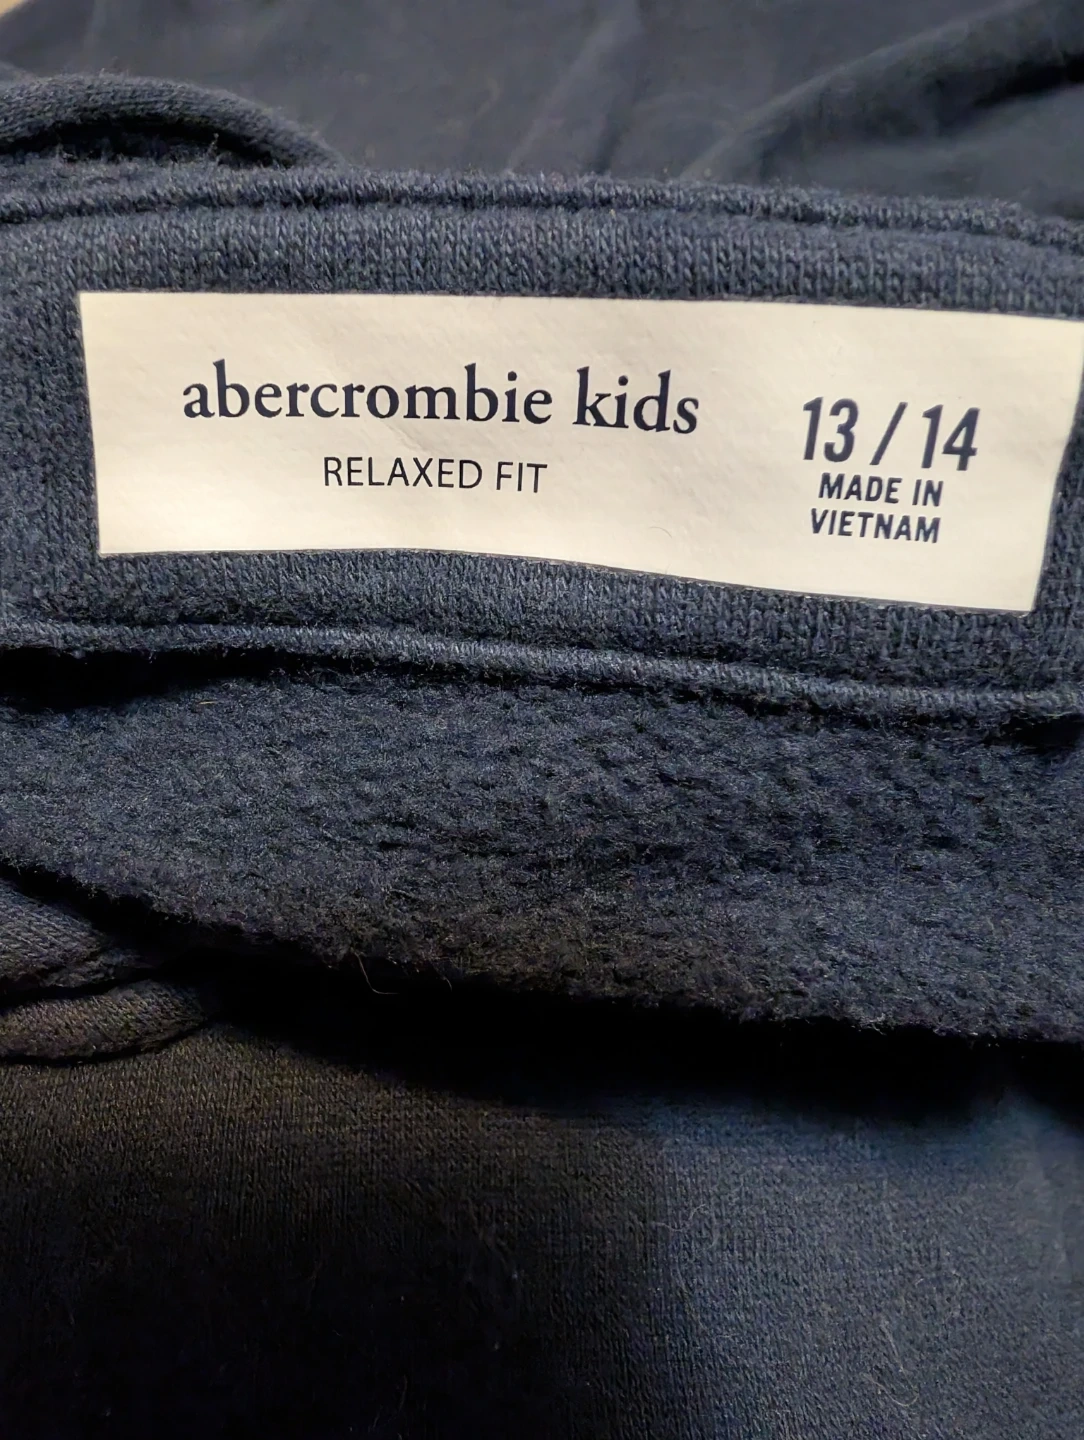 abercrombie kids
RELAXED FIT
13 / 14
MADE IN
VIETNAM